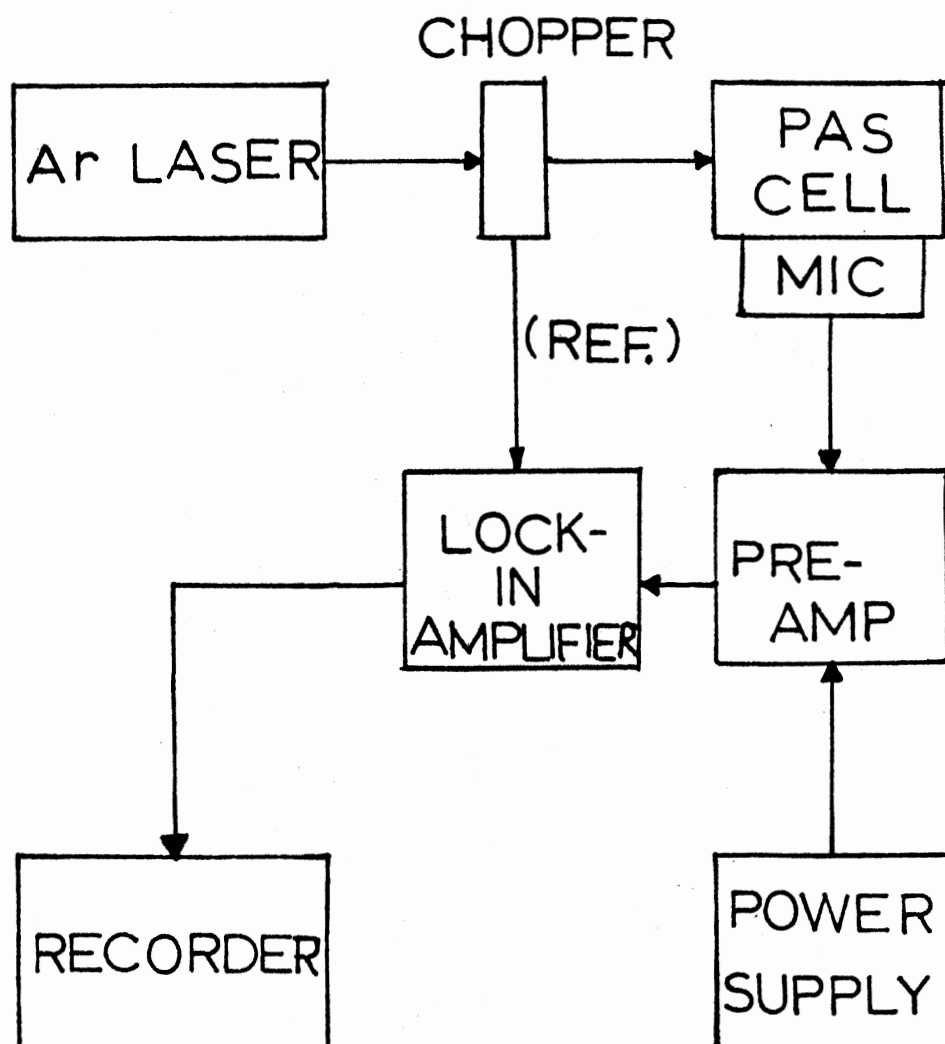 CHOPPER
Ar LASER
PAS
CELL
MIC
(REF.)
LOCK-
IN
AMPLIFIER
PRE-
AMP
RECORDER
POWER
SUPPLY